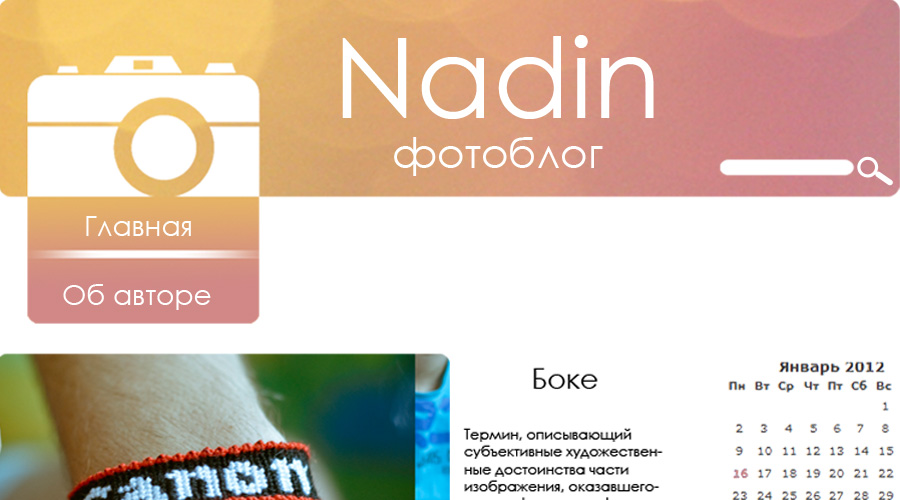 Nadin
фотоблог
Главная
Об авторе
Боке
Термин, описывающий
субъективные художествен-
ные достоинства части
изображения, оказавшего-
Январь 2012
Пн Вт Ср Чт Пт Сб Вс
1
2 3 4 5 6 7 8
9 10 11 12 13 14 15
16 17 18 19 20 21 22
23 24 25 26 27 28 29
canon